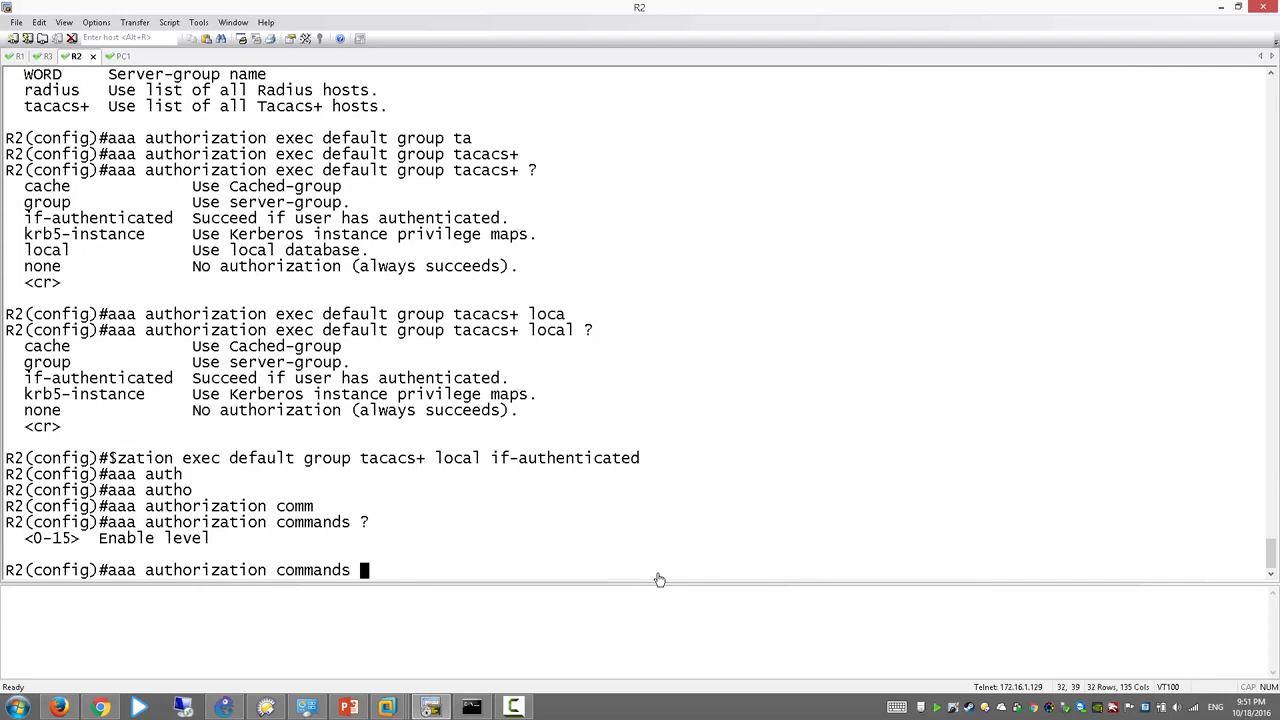 R2
File Edit View Options Transfer Script Tools Window Help
Enter host <Alt+R>
R1 R3 R2 PC1
WORD Server-group name
radius Use list of all Radius hosts.
tacacs+ Use list of all Tacacs+ hosts.
R2(config)#aaa authorization exec default group ta
R2(config)#aaa authorization exec default group tacacs+
R2(config)#aaa authorization exec default group tacacs+ ?
cache Use Cached-group
group Use server-group.
if-authenticated Succeed if user has authenticated.
krb5-instance Use Kerberos instance privilege maps.
local Use local database.
none No authorization (always succeeds).
<cr>
R2(config)#aaa authorization exec default group tacacs+ loca
R2(config)#aaa authorization exec default group tacacs+ local ?
cache Use Cached-group
group Use server-group.
if-authenticated Succeed if user has authenticated.
krb5-instance Use Kerberos instance privilege maps.
none No authorization (always succeeds).
<cr>
R2(config)#$zation exec default group tacacs+ local if-authenticated
R2(config)#aaa auth
R2(config)#aaa autho
R2(config)#aaa authorization comm
R2(config)#aaa authorization commands ?
<0-15> Enable level
R2(config)#aaa authorization commands
Ready Telnet: 172.16.1.129 32, 39 32 Rows, 135 Cols VT100 CAP NUM
ENG 9:51 PM
10/18/2016